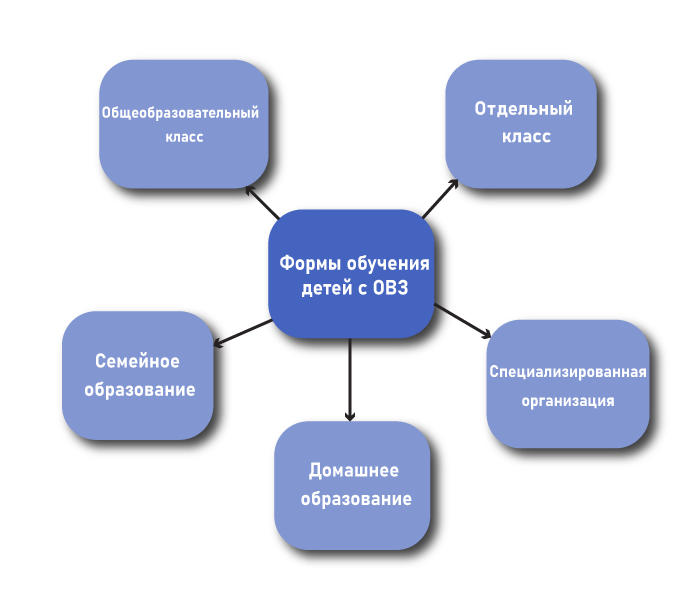 Общеобразовательный
класс
Отдельный
класс
Формы обучения
детей с ОВЗ
Семейное
образование
Специализированная
организация
Домашнее
образование